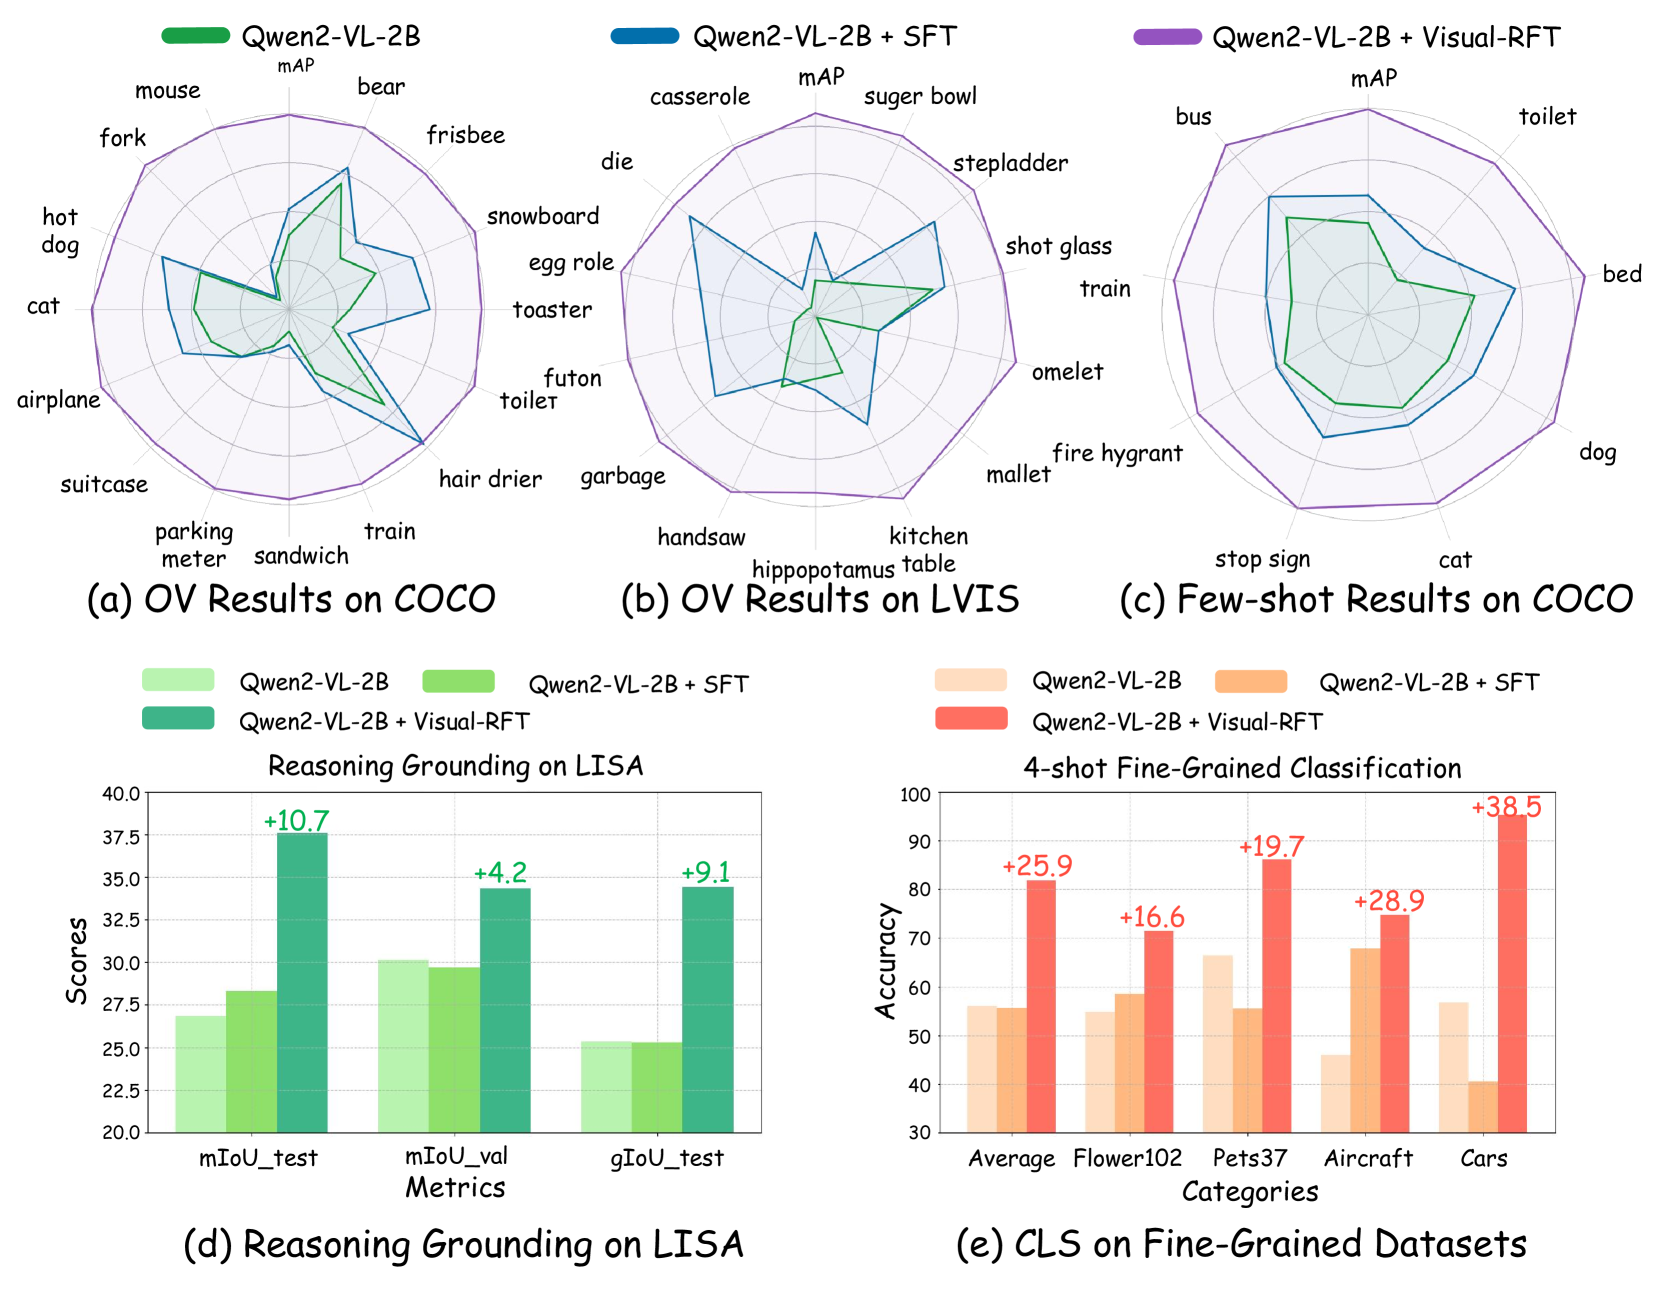 Qwen2-VL-2B
Qwen2-VL-2B + SFT
Qwen2-VL-2B + Visual-RFT
mAP
bear
frisbee
snowboard
toaster
toilet
hair drier
train
sandwich
parking
meter
suitcase
airplane
cat
hot
dog
fork
mouse
(a) OV Results on COCO
mAP
suger bowl
stepladder
shot glass
omelet
mallet
kitchen
table
hippopotamus
handsaw
garbage
futon
egg role
die
casserole
(b) OV Results on LVIS
mAP
toilet
bed
dog
cat
stop sign
fire hygrant
train
bus
(c) Few-shot Results on COCO
Qwen2-VL-2B
Qwen2-VL-2B + SFT
Qwen2-VL-2B + Visual-RFT
Reasoning Grounding on LISA
Scores
40.0
37.5
35.0
32.5
30.0
27.5
25.0
22.5
20.0
+10.7
+4.2
+9.1
mIoU_test
mIoU_val
gIoU_test
Metrics
(d) Reasoning Grounding on LISA
Qwen2-VL-2B
Qwen2-VL-2B + SFT
Qwen2-VL-2B + Visual-RFT
4-shot Fine-Grained Classification
Accuracy
100
90
80
70
60
50
40
30
+25.9
+16.6
+19.7
+28.9
+38.5
Average
Flower102
Pets37
Aircraft
Cars
Categories
(e) CLS on Fine-Grained Datasets